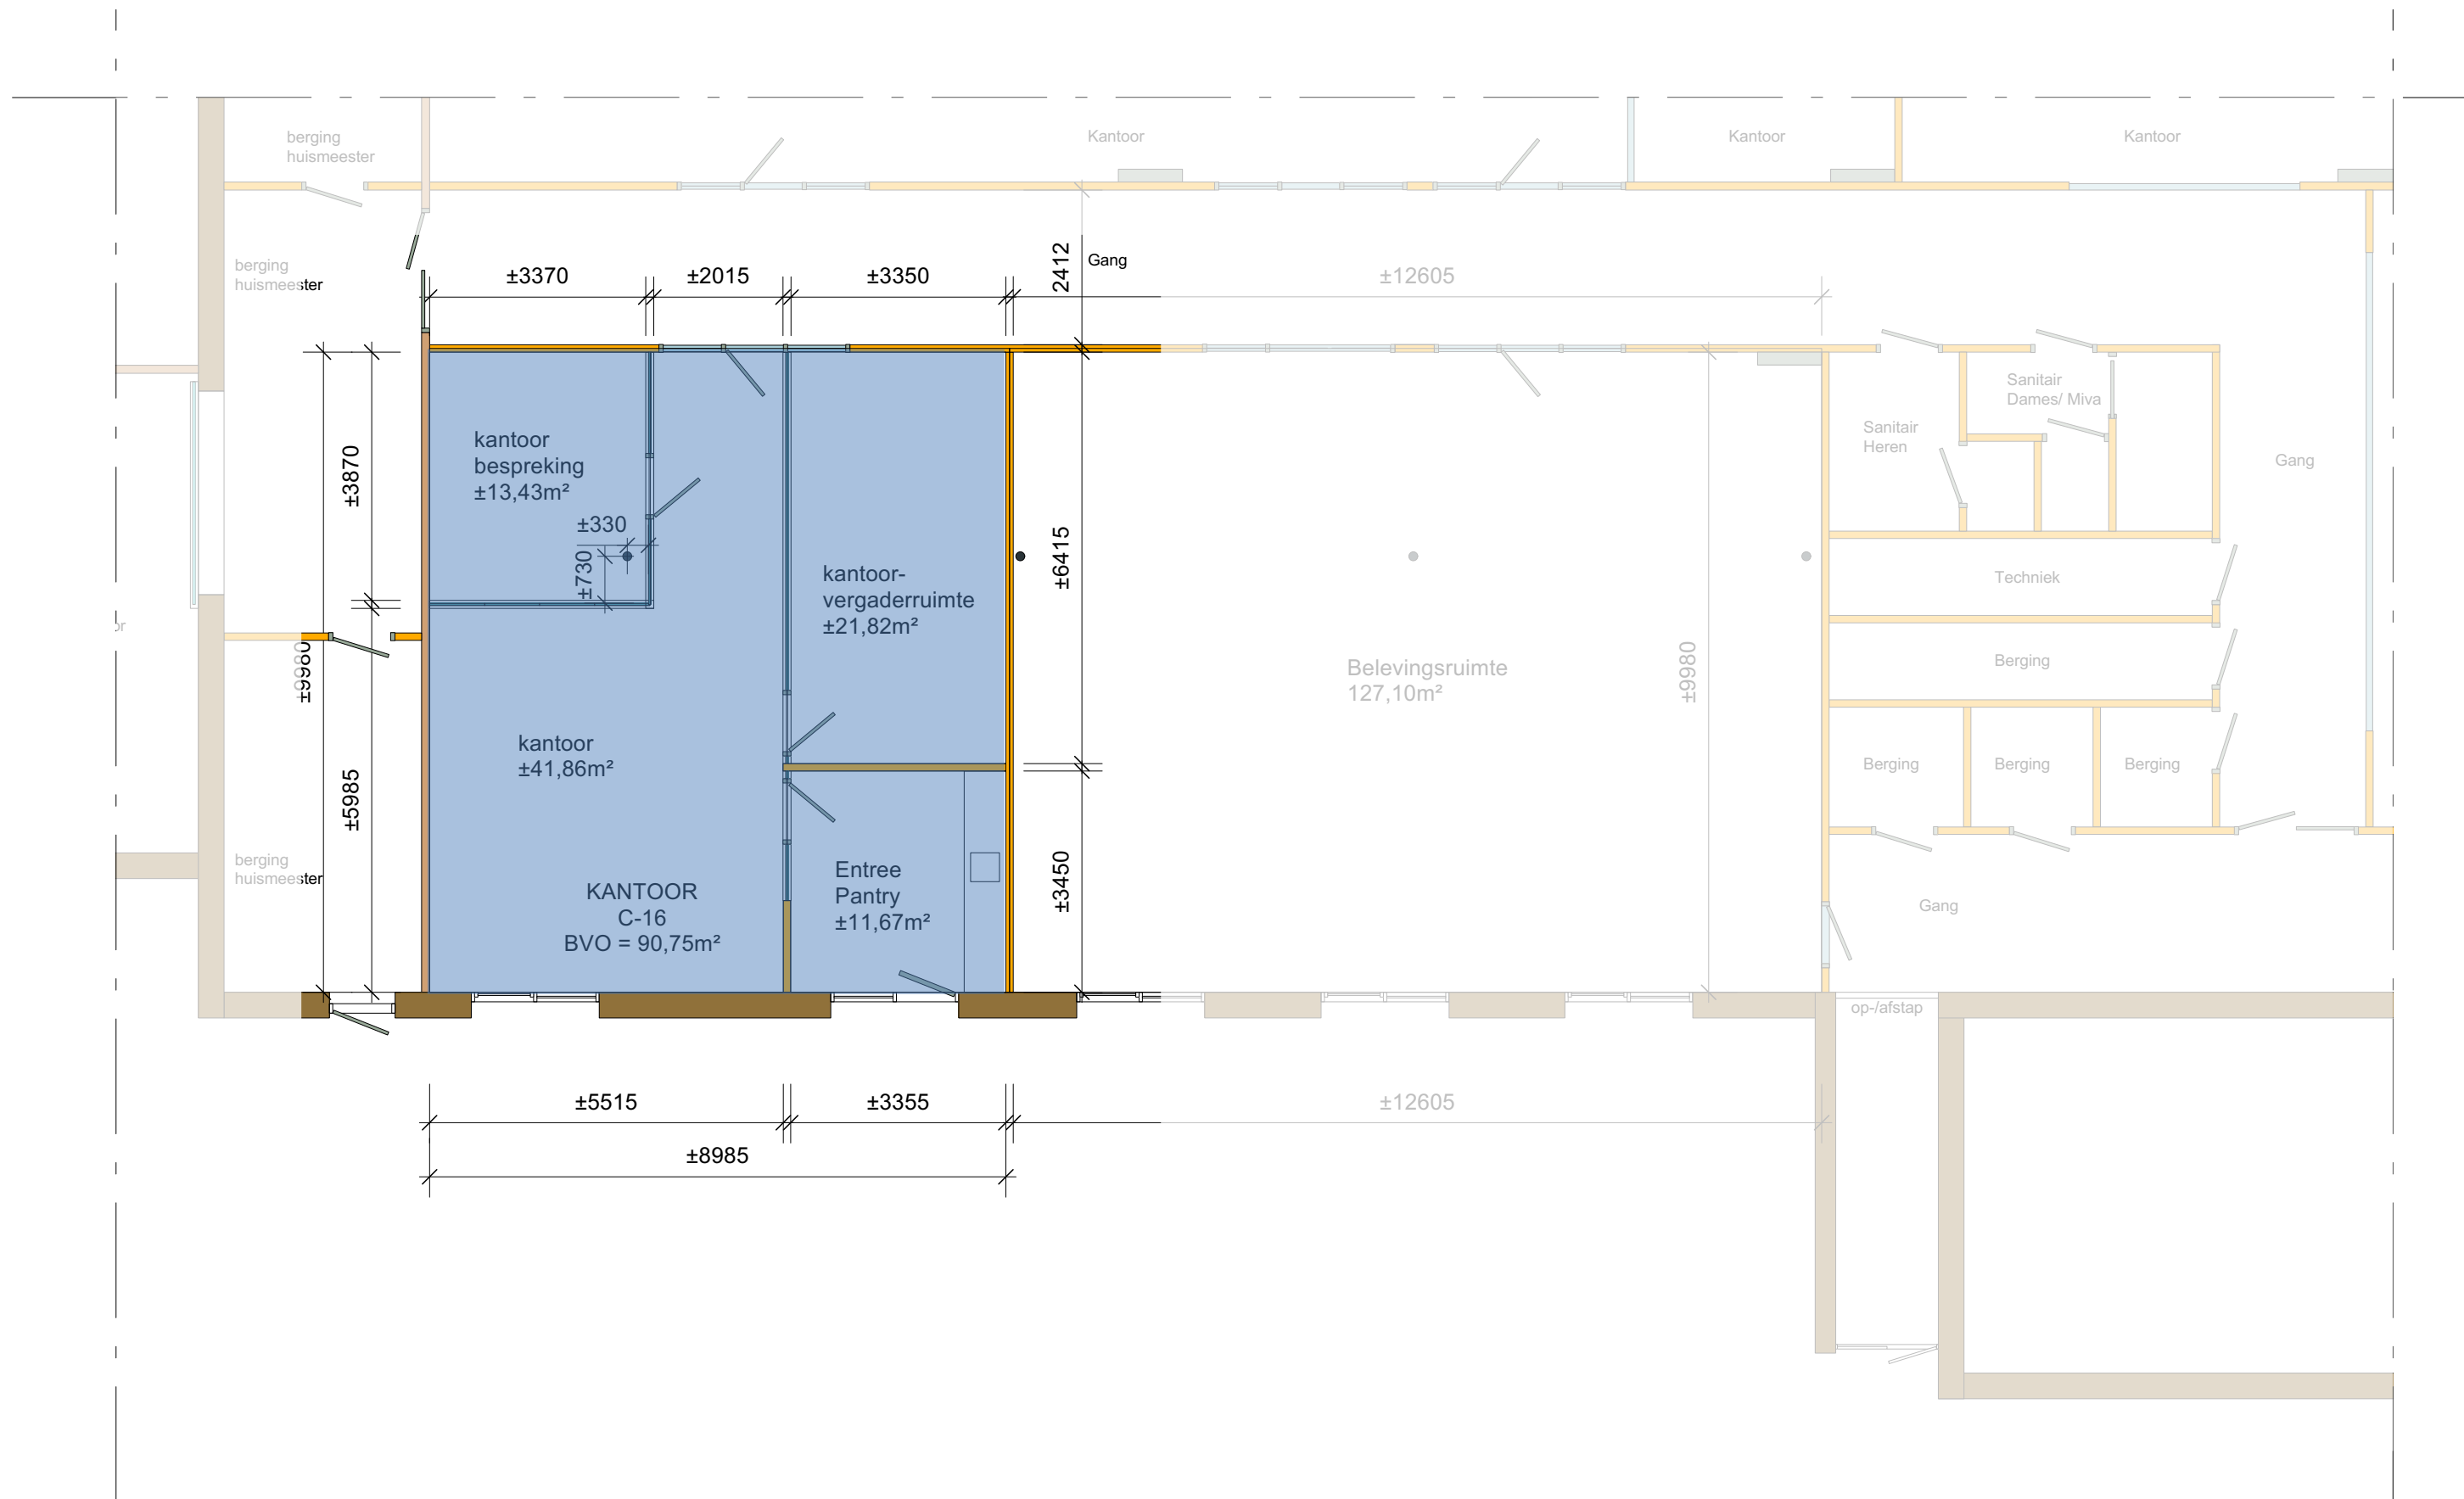 berging
huismeester
Kantoor
Kantoor
Kantoor
berging
huismeester
±3370
±2015
±3350
2412
Gang
±12605
kantoor
bespreking
±13,43m²
±3870
±330
±730
kantoor-
vergaderruimte
±21,82m²
±6415
Sanitair
Dames/ Miva
Sanitair
Heren
Gang
Techniek
Berging
Belevingsruimte
127,10m²
±9980
±9980
kantoor
±41,86m²
±5985
Berging
Berging
Berging
berging
huismeester
KANTOOR
C-16
BVO = 90,75m²
Entree
Pantry
±11,67m²
±3450
Gang
op-/afstap
±5515
±3355
±12605
±8985